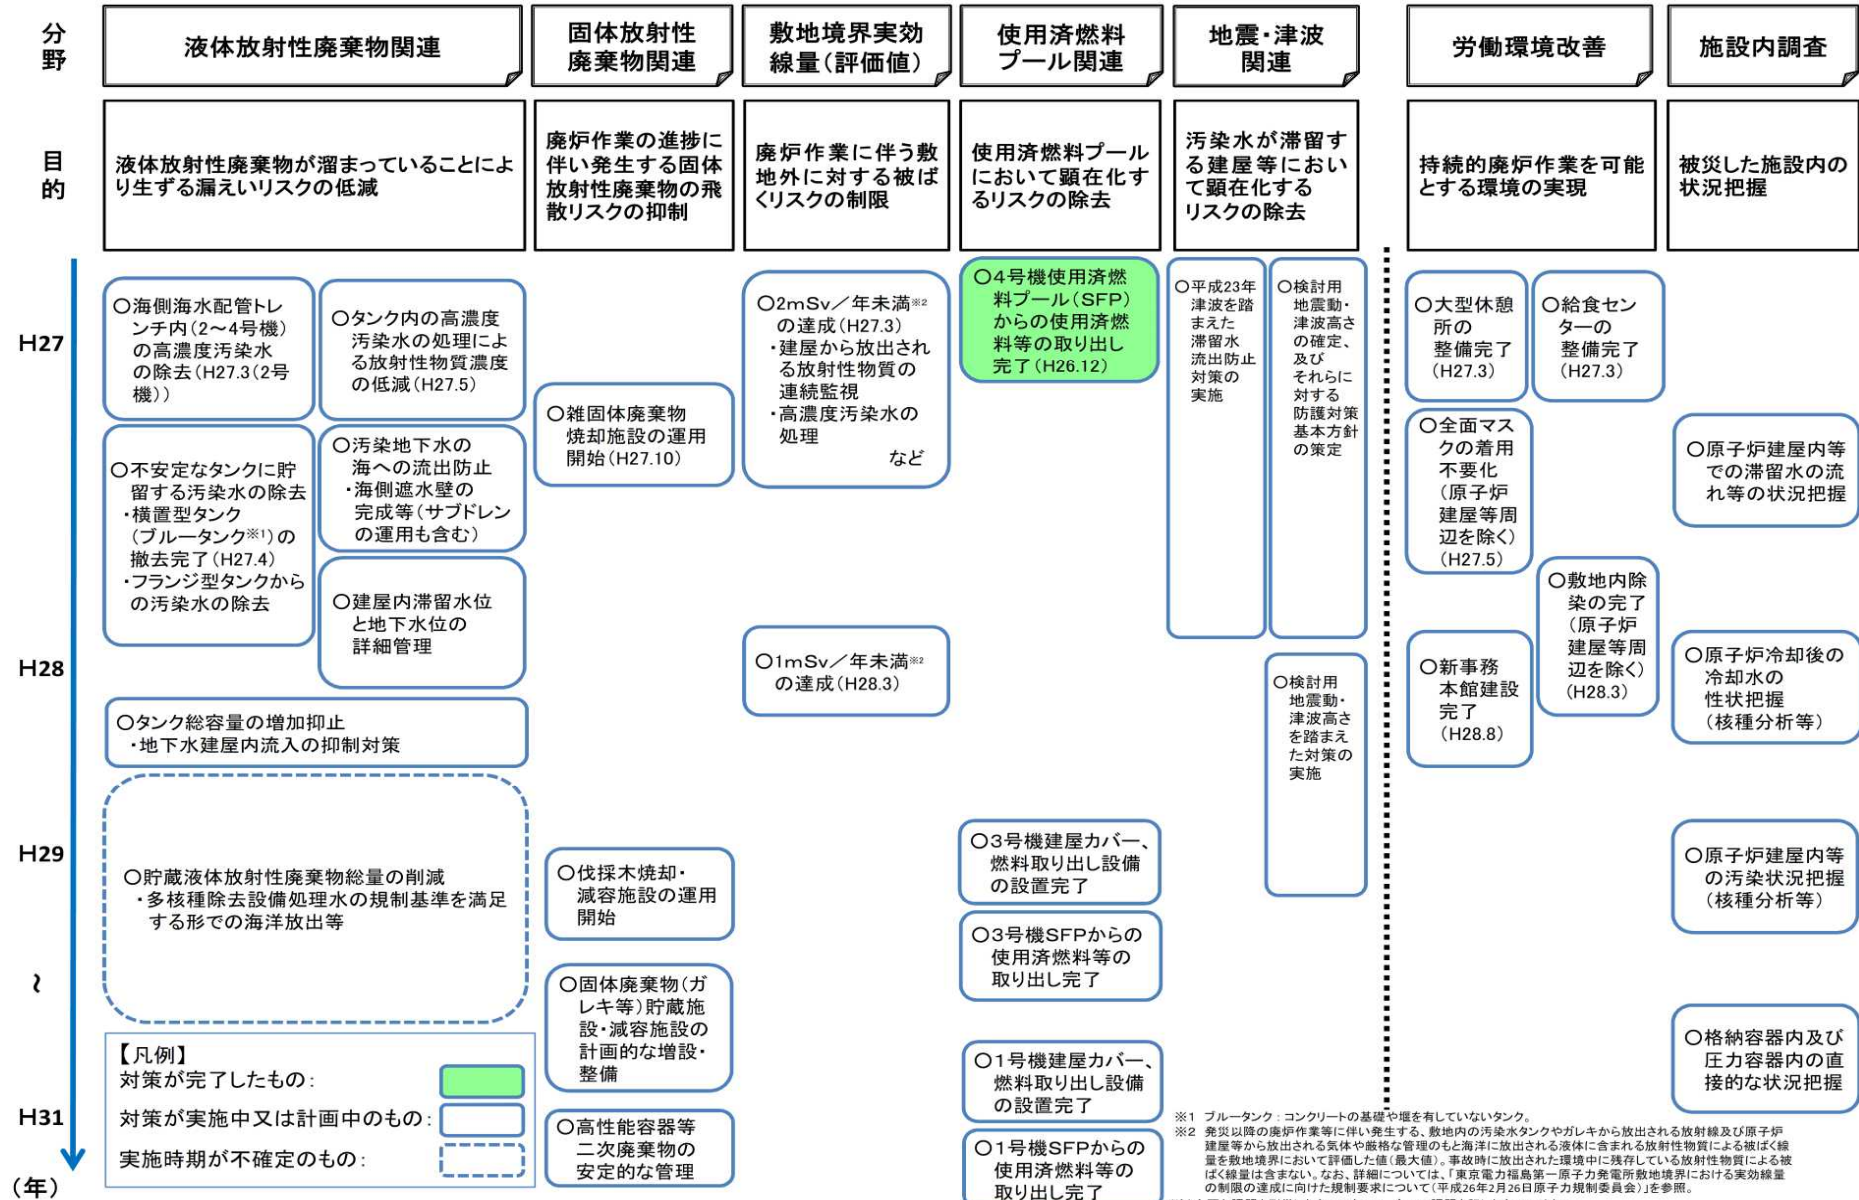 分
野
液体放射性廃棄物関連
固体放射性
廃棄物関連
敷地境界実効
線量(評価値)
使用済燃料
プール関連
地震・津波
関連
労働環境改善
施設内調査
目
的
液体放射性廃棄物が溜まっていることによ
り生ずる漏えいリスクの低減
廃炉作業の進捗に
伴い発生する固体
放射性廃棄物の飛
散リスクの抑制
廃炉作業に伴う敷
地外に対する被ば
くリスクの制限
使用済燃料プール
において顕在化す
るリスクの除去
汚染水が滞留す
る建屋等におい
て顕在化する
リスクの除去
持続的廃炉作業を可能
とする環境の実現
被災した施設内の
状況把握
H27
H28
H29
~
H31
(年)
○海側海水配管トレ
ンチ内(2~4号機)
の高濃度汚染水
の除去(H27.3(2号
機))
○タンク内の高濃度
汚染水の処理によ
る放射性物質濃度
の低減(H27.5)
○不安定なタンクに貯
留する汚染水の除去
・横置型タンク
(ブルータンク※1)の
撤去完了(H27.4)
・フランジ型タンクから
の汚染水の除去
○汚染地下水の
海への流出防止
・海側遮水壁の
完成等(サブドレン
の運用も含む)
○建屋内滞留水位
と地下水位の
詳細管理
○タンク総容量の増加抑止
・地下水建屋内流入の抑制対策
○貯蔵液体放射性廃棄物総量の削減
・多核種除去設備処理水の規制基準を満足
する形での海洋放出等
【凡例】
対策が完了したもの:
対策が実施中又は計画中のもの:
実施時期が不確定のもの:
○雑固体廃棄物
焼却施設の運用
開始(H27.10)
○伐採木焼却・
減容施設の運用
開始
○固体廃棄物(ガ
レキ等)貯蔵施
設・減容施設の
計画的な増設・
整備
○高性能容器等
二次廃棄物の
安定的な管理
○2mSv/年未満※2
の達成(H27.3)
・建屋から放出され
る放射性物質の
連続監視
・高濃度汚染水の
処理
など
○1mSv/年未満※2
の達成(H28.3)
○4号機使用済燃
料プール(SFP)
からの使用済燃
料等の取り出し
完了(H26.12)
○3号機建屋カバー、
燃料取り出し設備
の設置完了
○3号機SFPからの
使用済燃料等の
取り出し完了
○1号機建屋カバー、
燃料取り出し設備
の設置完了
○1号機SFPからの
使用済燃料等の
取り出し完了
○平成23年
津波を踏
まえた
滞留水
流出防止
対策の
実施
○検討用
地震動・
津波高さ
の確定、
及び
それらに
対する
防護対策
基本方針
の策定
○検討用
地震動・
津波高さ
を踏まえ
た対策の
実施
○大型休憩
所の
整備完了
(H27.3)
○給食セン
ターの
整備完了
(H27.3)
○全面マス
クの着用
不要化
(原子炉
建屋等周
辺を除く)
(H27.5)
○敷地内除
染の完了
(原子炉
建屋等周
辺を除く)
(H28.3)
○新事務
本館建設
完了
(H28.8)
○原子炉建屋内等
での滞留水の流
れ等の状況把握
○原子炉冷却後の
冷却水の
性状把握
(核種分析等)
○原子炉建屋内等
の汚染状況把握
(核種分析等)
○格納容器内及び
圧力容器内の直
接的な状況把握
※1 ブルータンク:コンクリートの基礎や堰を有していないタンク。
※2 発災以降の廃炉作業等に伴い発生する、敷地内の汚染水タンクやガレキから放出される放射線及び原子炉
建屋等から放出される気体や厳格な管理のもと海洋に放出される液体に含まれる放射性物質による被ばく線
量を敷地境界において評価した値(最大値)。事故時に放出された環境中に残存している放射性物質による被
ばく線量は含まない。なお、詳細については、「東京電力福島第一原子力発電所敷地境界における実効線量
の制限の達成に向けた規制要求について(平成26年2月26日原子力規制委員会)」を参照。